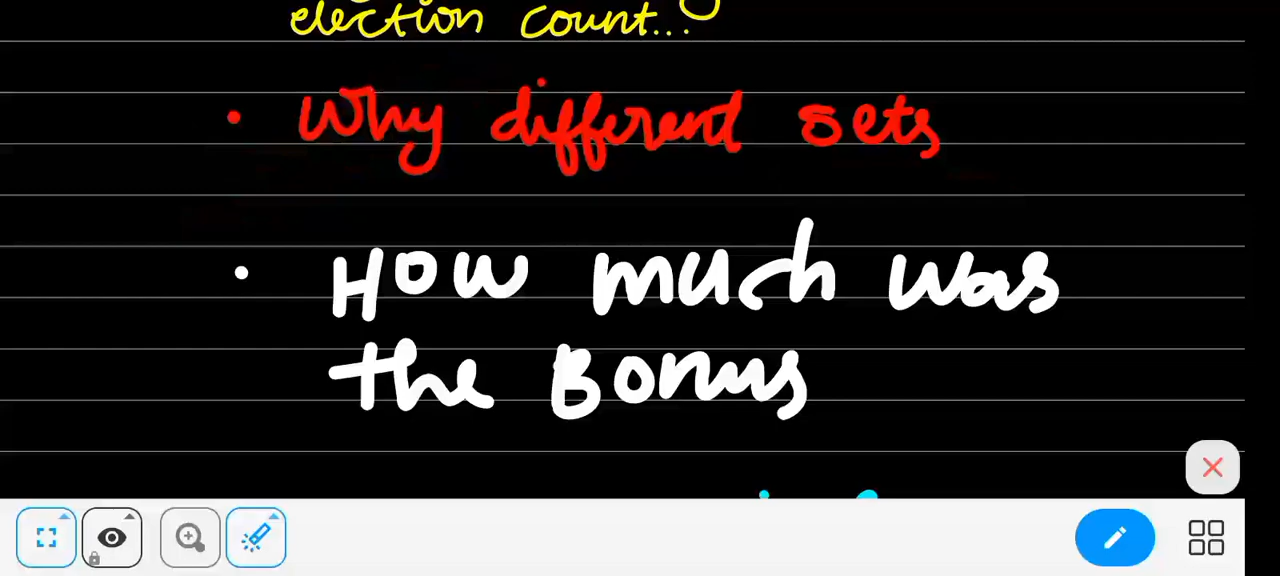 election count...
• Why different sets
• How much was
the Bonus